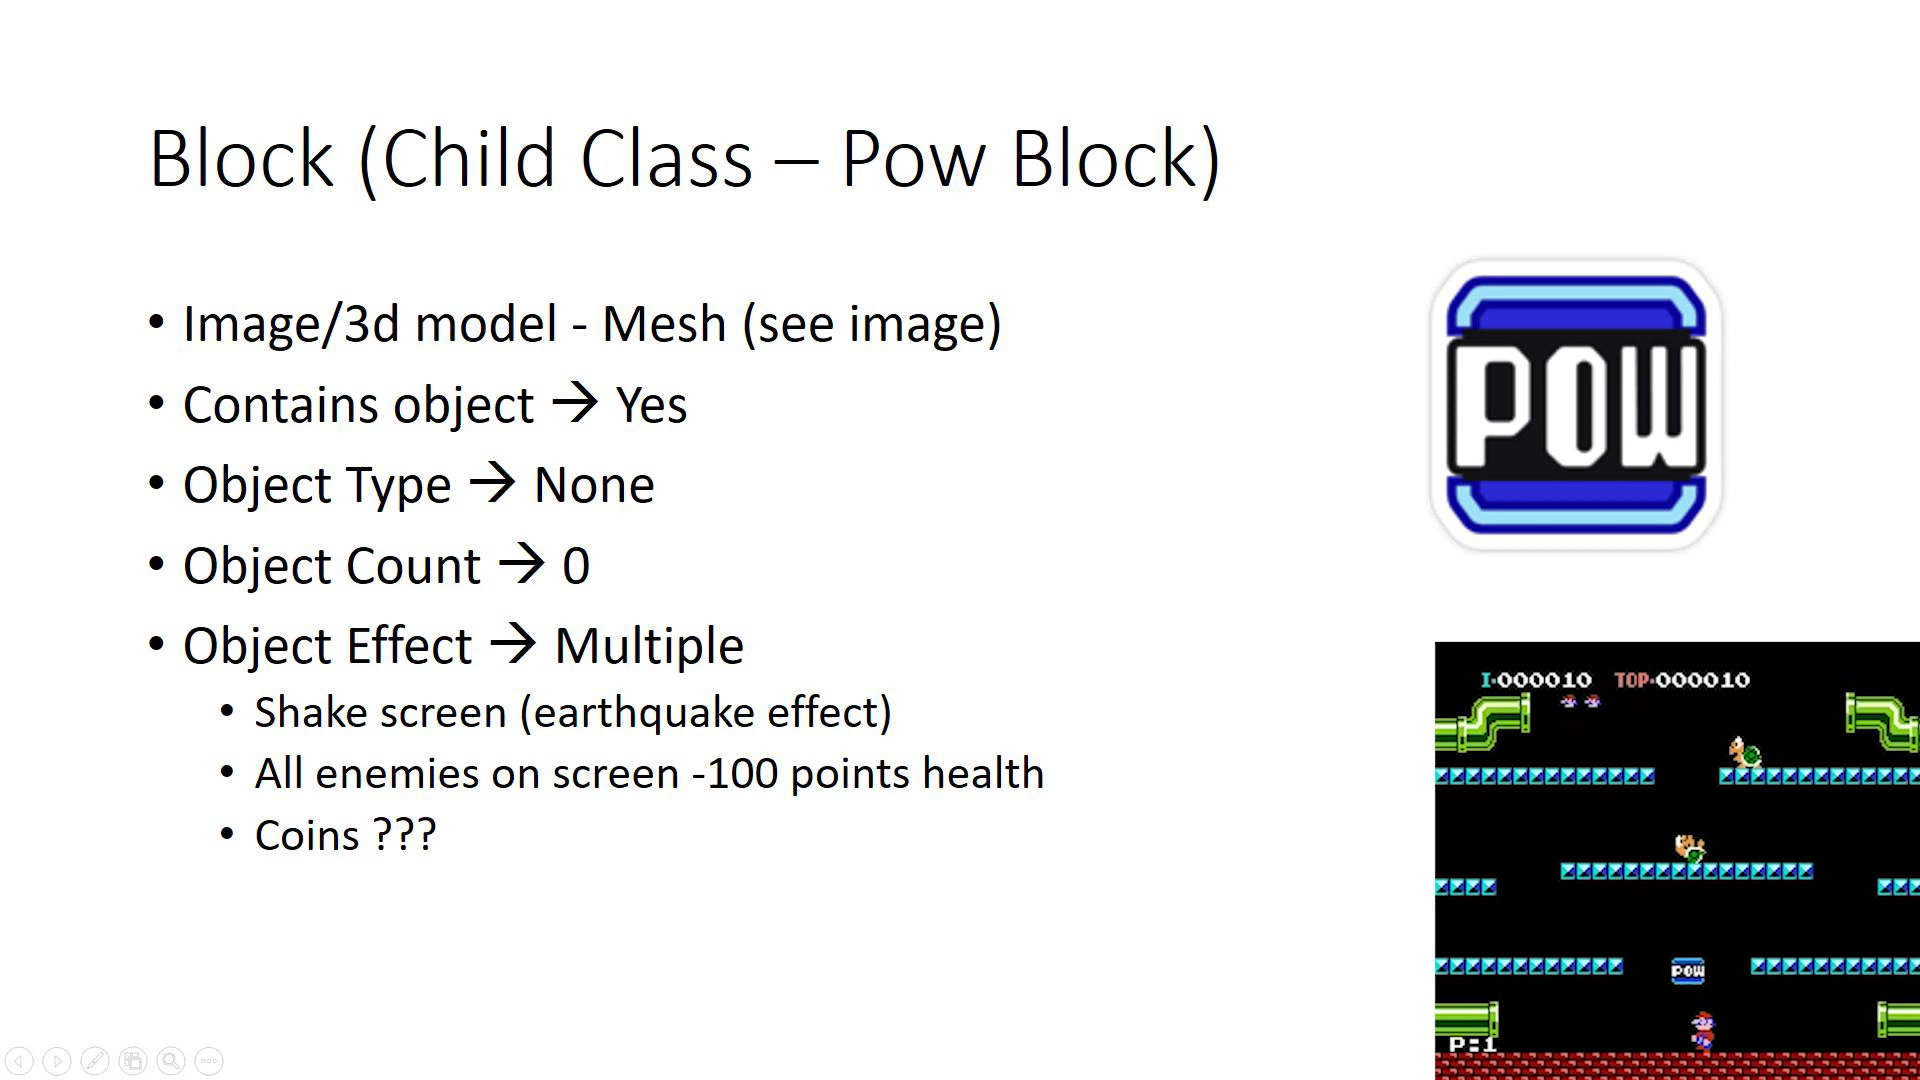 Block (Child Class – Pow Block)
• Image/3d model - Mesh (see image)
• Contains object → Yes
• Object Type → None
• Object Count → 0
• Object Effect → Multiple
• Shake screen (earthquake effect)
• All enemies on screen -100 points health
• Coins ???
POW
I-000010 TOP-000010
POW
P=1